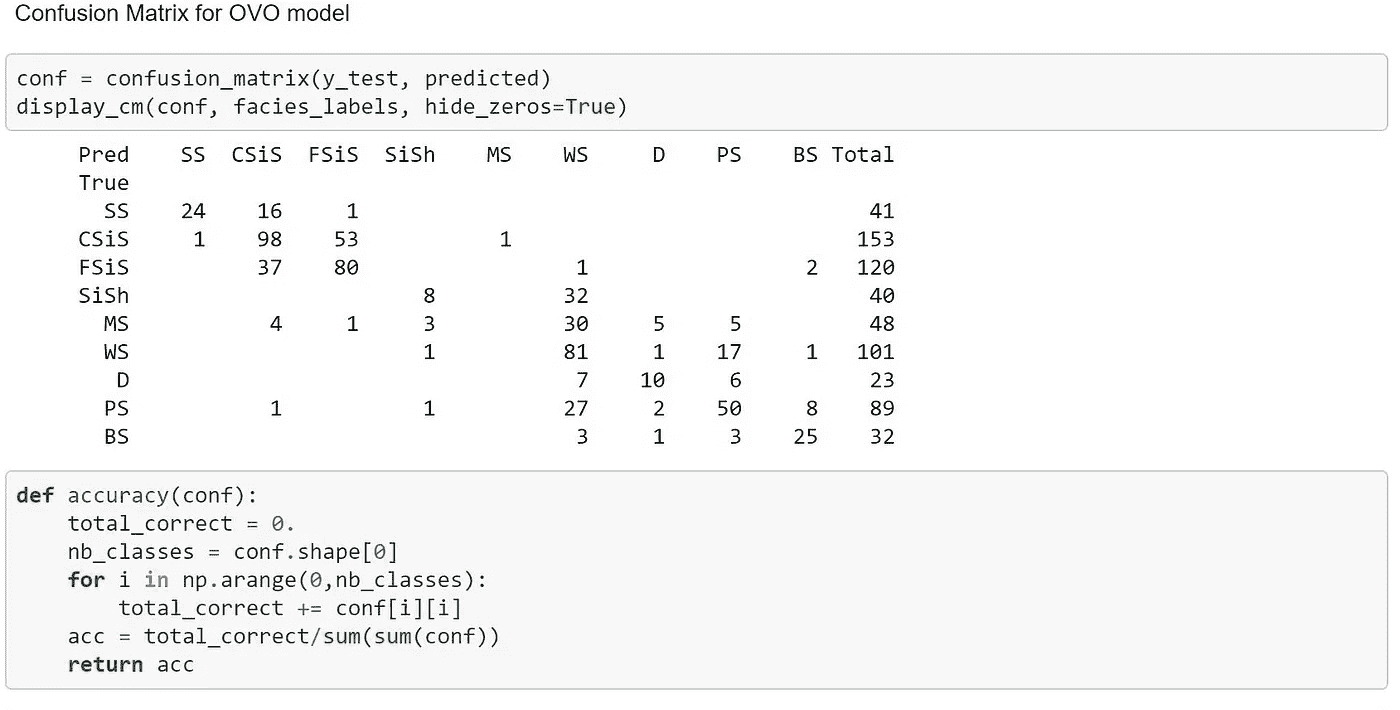 Confusion Matrix for OVO model
conf = confusion_matrix(y_test, predicted)
display_cm(conf, facies_labels, hide_zeros=True)
Pred SS CSiS FSiS SiSh MS WS D PS BS Total
True
SS 24 16 1 41
CSiS 1 98 53 1 153
FSiS 37 80 1 2 120
SiSh 8 32 40
MS 4 1 3 30 5 5 48
WS 1 81 1 17 1 101
D 7 10 6 23
PS 1 1 27 2 50 8 89
BS 3 1 3 25 32
def accuracy(conf):
    total_correct = 0.
    nb_classes = conf.shape[0]
    for i in np.arange(0,nb_classes):
        total_correct += conf[i][i]
    acc = total_correct/sum(sum(conf))
    return acc